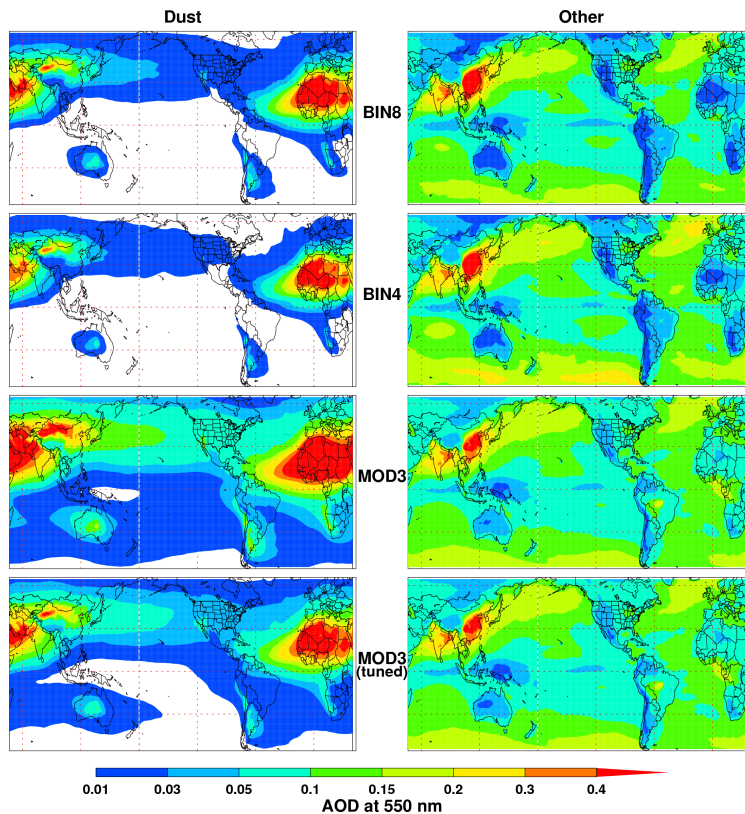 Dust
Other
BIN8
BIN4
MOD3
MOD3
(tuned)
0.01 0.03 0.05 0.1 0.15 0.2 0.3 0.4
AOD at 550 nm